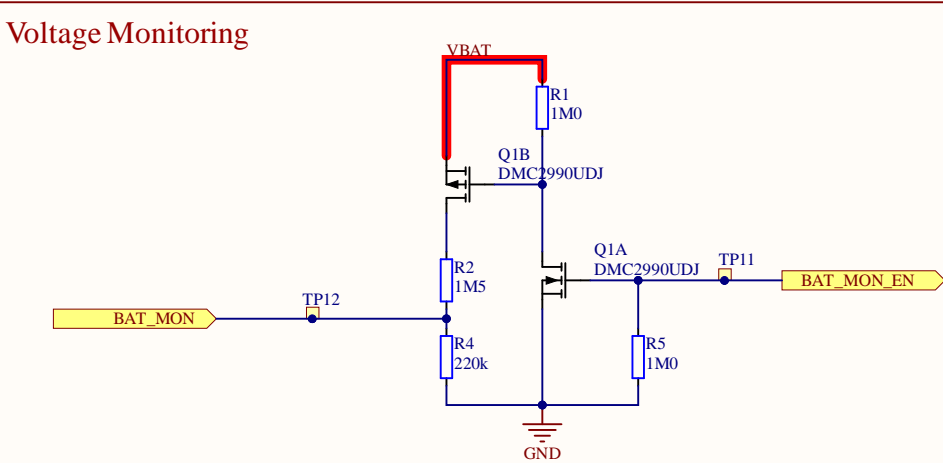 Voltage Monitoring
VBAT
R1
1M0
Q1B
DMC2990UDJ
Q1A
DMC2990UDJ
TP11
BAT_MON_EN
R2
1M5
TP12
BAT_MON
R4
220k
R5
1M0
GND